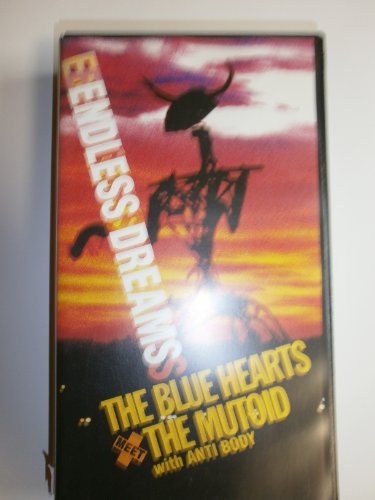 ENDLESS DREAMS
THE BLUE HEARTS
MEET THE MUTOID
with ANTI BODY